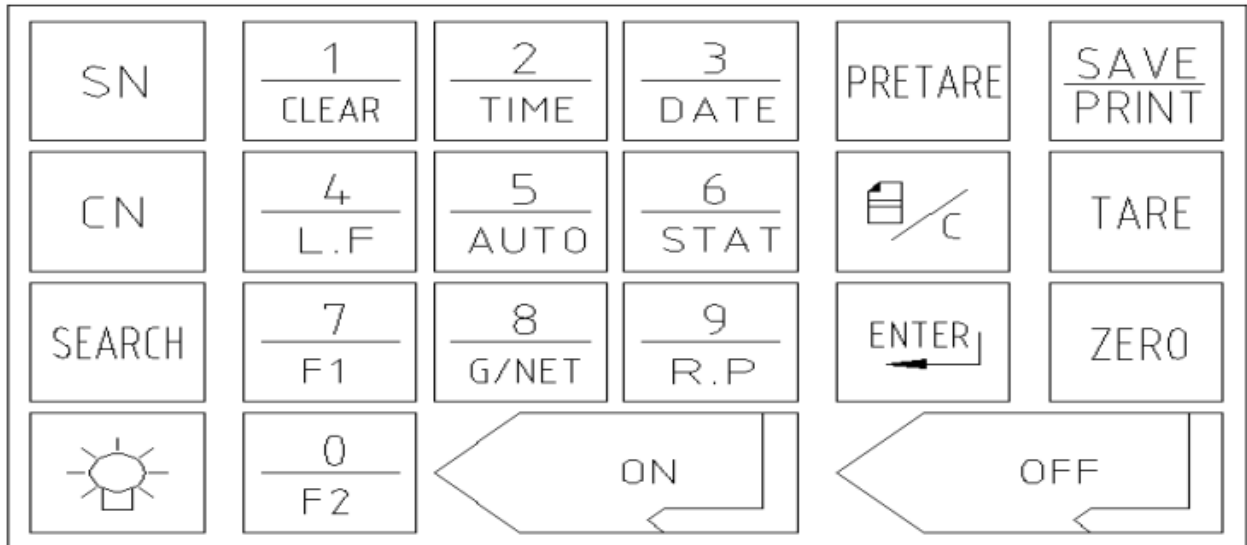 SN
1
CLEAR
2
TIME
3
DATE
PRETARE
SAVE
PRINT
CN
4
L.F
5
AUTO
6
STAT
/C
TARE
SEARCH
7
F1
8
G/NET
9
R.P
ENTER
ZERO
0
F2
ON
OFF